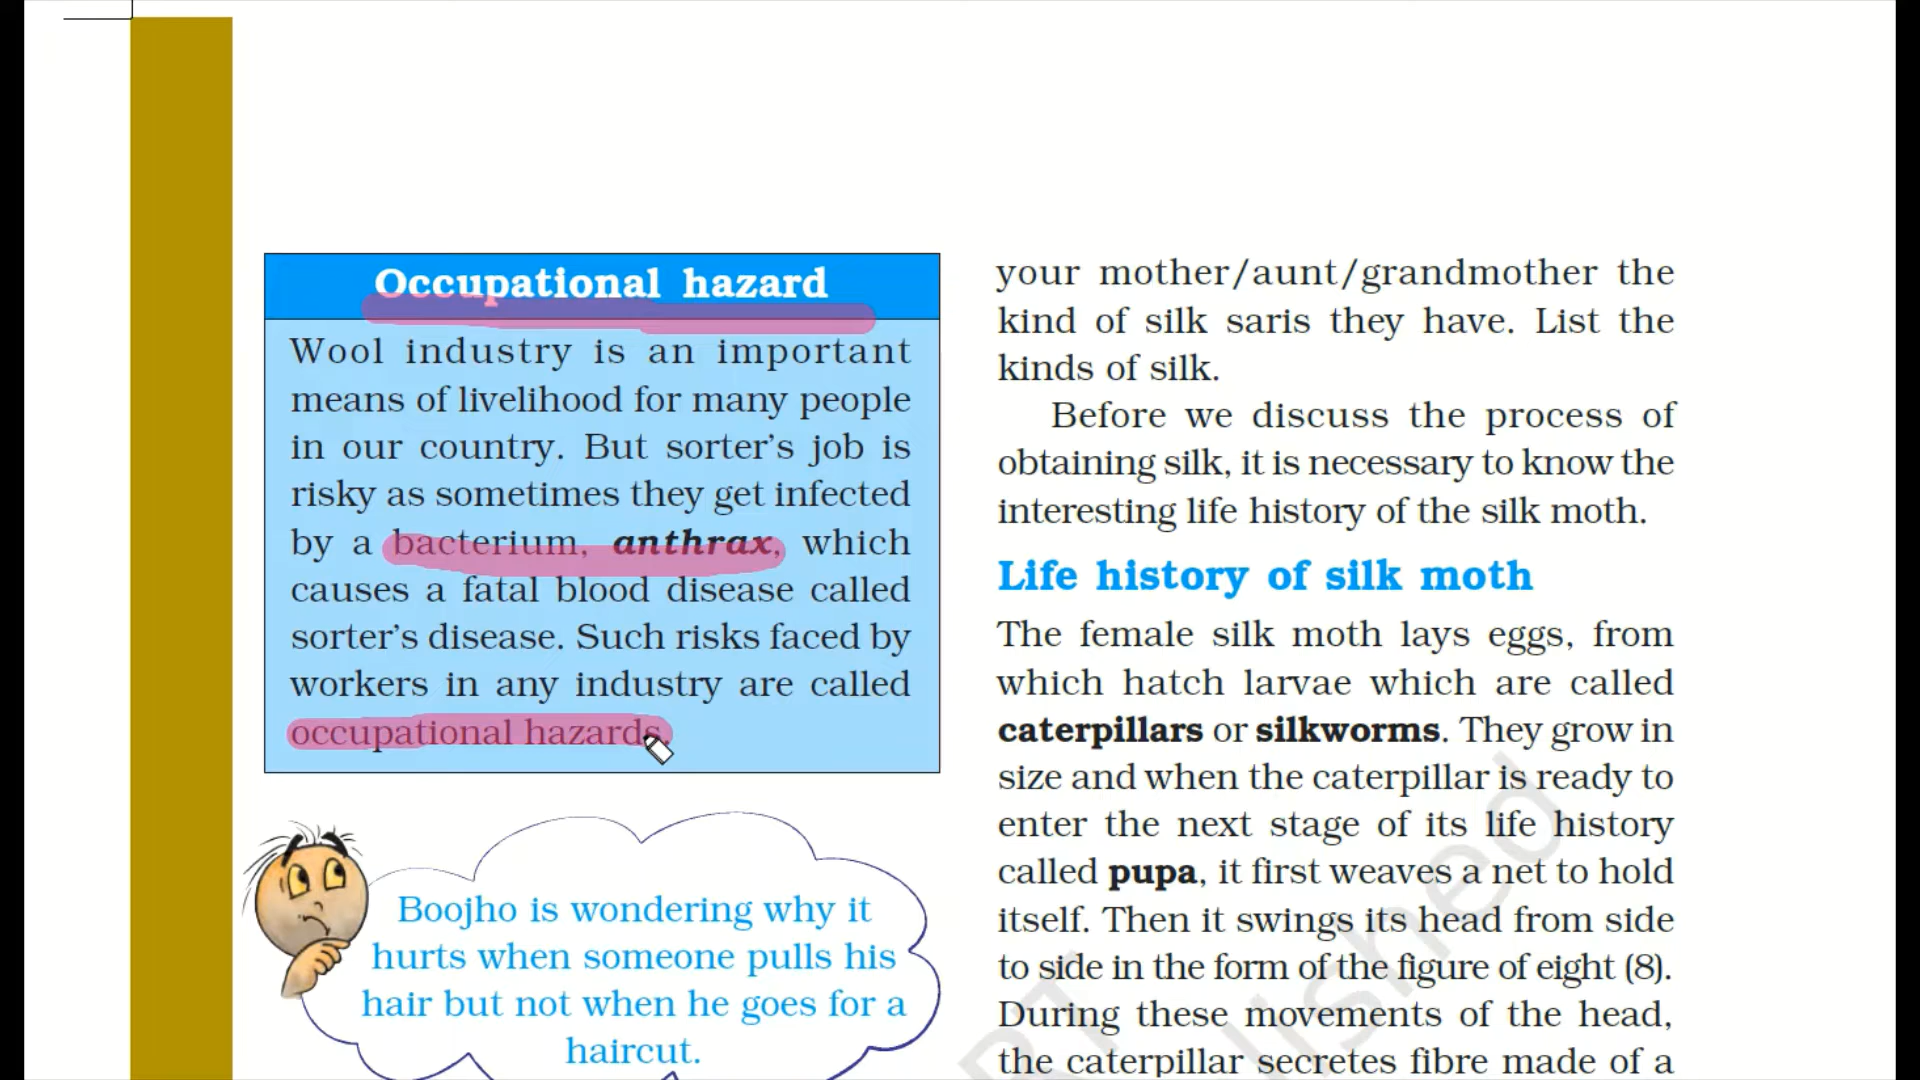 Occupational hazard
Wool industry is an important
means of livelihood for many people
in our country. But sorter’s job is
risky as sometimes they get infected
by a bacterium, anthrax, which
causes a fatal blood disease called
sorter’s disease. Such risks faced by
workers in any industry are called
occupational hazards.
Boojho is wondering why it
hurts when someone pulls his
hair but not when he goes for a
haircut.
your mother/aunt/grandmother the
kind of silk saris they have. List the
kinds of silk.
Before we discuss the process of
obtaining silk, it is necessary to know the
interesting life history of the silk moth.
Life history of silk moth
The female silk moth lays eggs, from
which hatch larvae which are called
caterpillars or silkworms. They grow in
size and when the caterpillar is ready to
enter the next stage of its life history
called pupa, it first weaves a net to hold
itself. Then it swings its head from side
to side in the form of the figure of eight (8).
During these movements of the head,
the caterpillar secretes fibre made of a